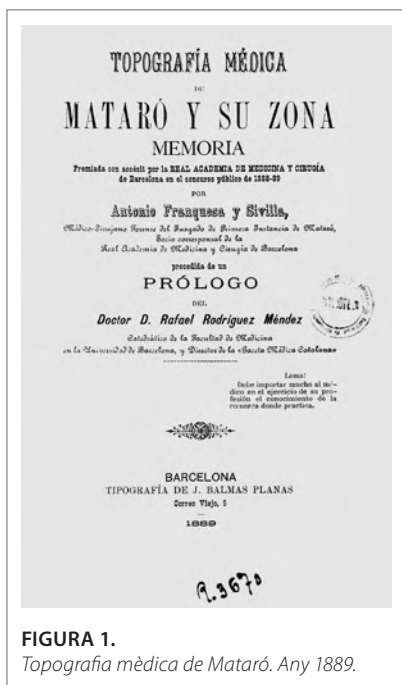 TOPOGRAFÍA MÉDICA
DE
MATARÓ Y SU ZONA
MEMORIA
Premiada con accésit por la REAL ACADEMIA DE MEDICINA Y CIRUGÍA
de Barcelona en el concurso público de 1888-89
POR
Antonio Franquesa y Sivilla,
Médico-Cirujano Forense del Juzgado de Primera Instancia de Mataró,
Socio corresponsal de la
Real Academia de Medicina y Cirugía de Barcelona
precedida de un
PRÓLOGO
DEL
Doctor D. Rafael Rodríguez Méndez
Catedrático de la Facultad de Medicina
en la Universidad de Barcelona, y Director de la «Gaceta Médica Catalana»
Lema:
Debe importar mucho al mé-
dico en el ejercicio de su pro-
fesión el conocimiento de la
comarca donde practica.
BARCELONA
TIPOGRAFÍA DE J. BALMAS PLANAS
Correo Viejo, 5
1889
R.3670
FIGURA 1.
Topografia mèdica de Mataró. Any 1889.